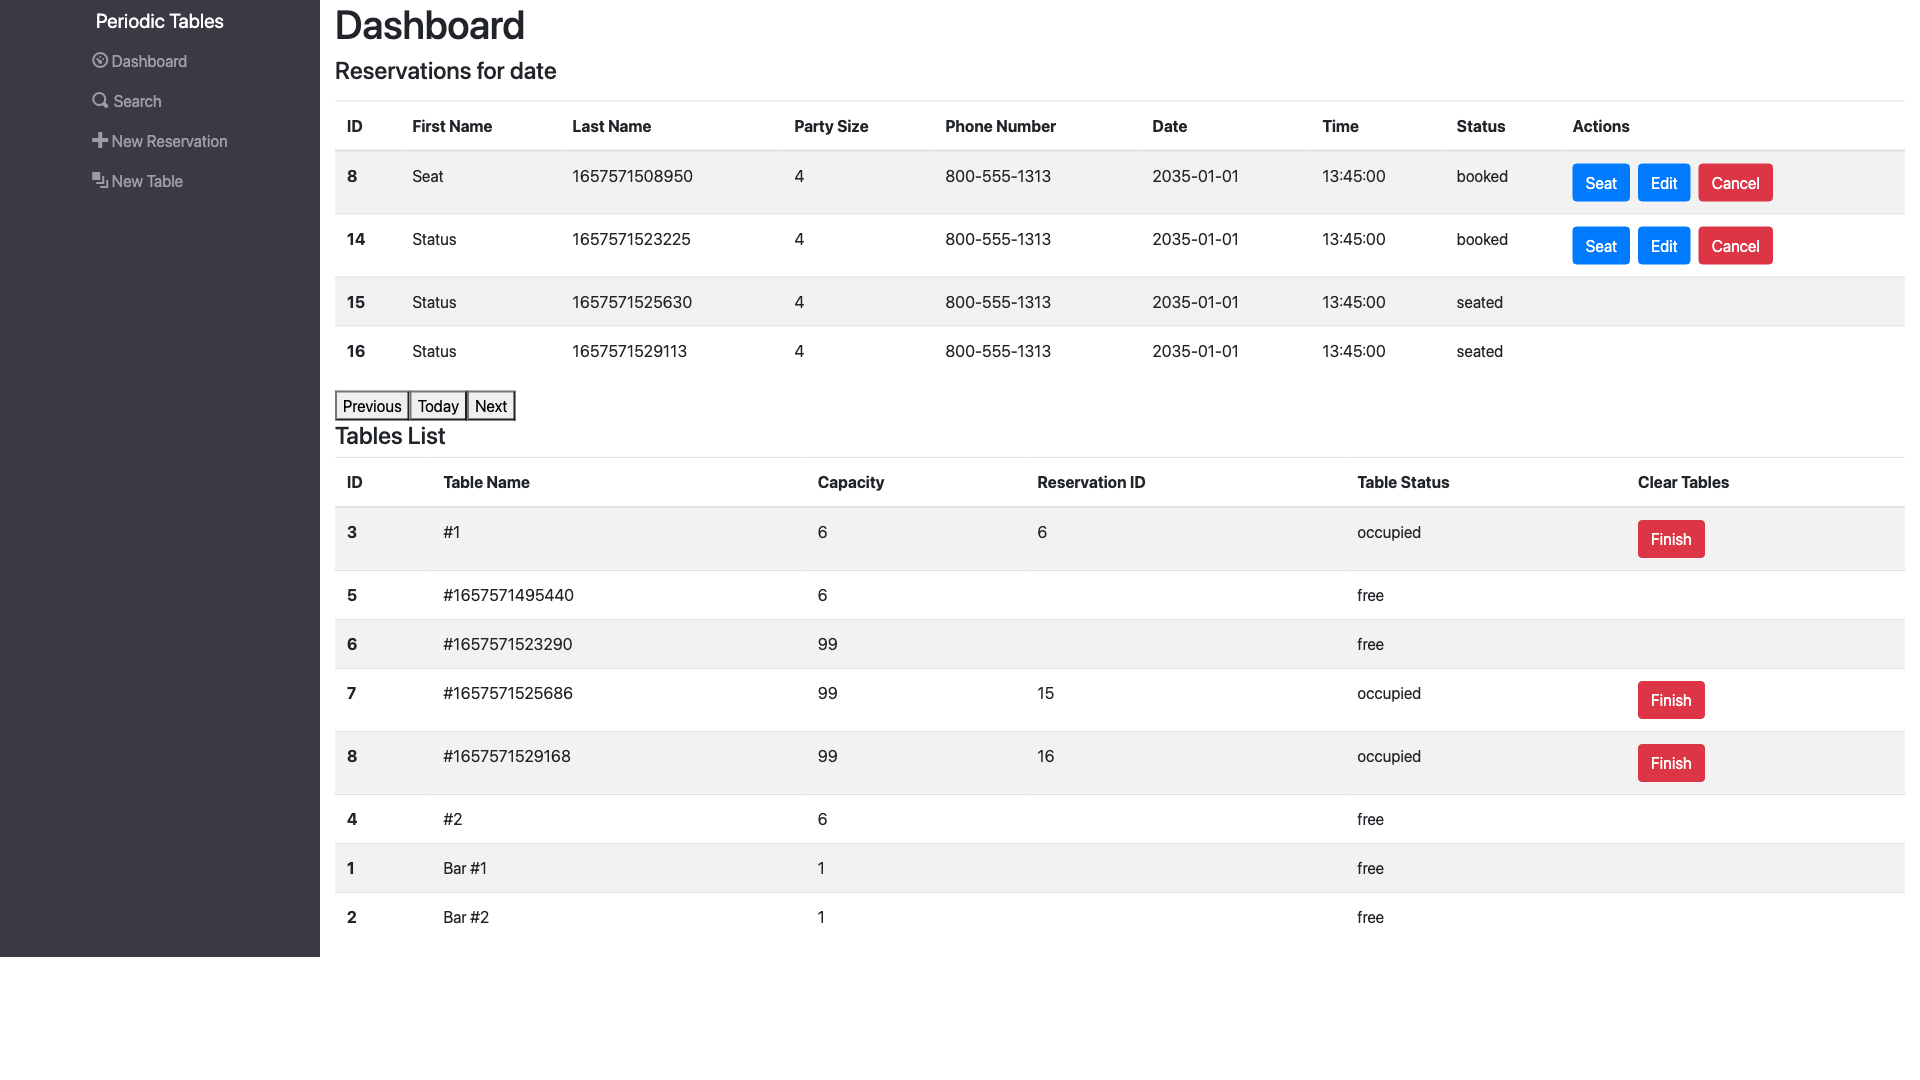 Periodic Tables
Dashboard
Search
New Reservation
New Table
Dashboard
Reservations for date
ID First Name Last Name Party Size Phone Number Date Time Status Actions
8 Seat 1657571508950 4 800-555-1313 2035-01-01 13:45:00 booked Seat Edit Cancel
14 Status 1657571523225 4 800-555-1313 2035-01-01 13:45:00 booked Seat Edit Cancel
15 Status 1657571525630 4 800-555-1313 2035-01-01 13:45:00 seated
16 Status 1657571529113 4 800-555-1313 2035-01-01 13:45:00 seated
Previous Today Next
Tables List
ID Table Name Capacity Reservation ID Table Status Clear Tables
3 #1 6 6 occupied Finish
5 #1657571495440 6 free
6 #1657571523290 99 free
7 #1657571525686 99 15 occupied Finish
8 #1657571529168 99 16 occupied Finish
4 #2 6 free
1 Bar #1 1 free
2 Bar #2 1 free